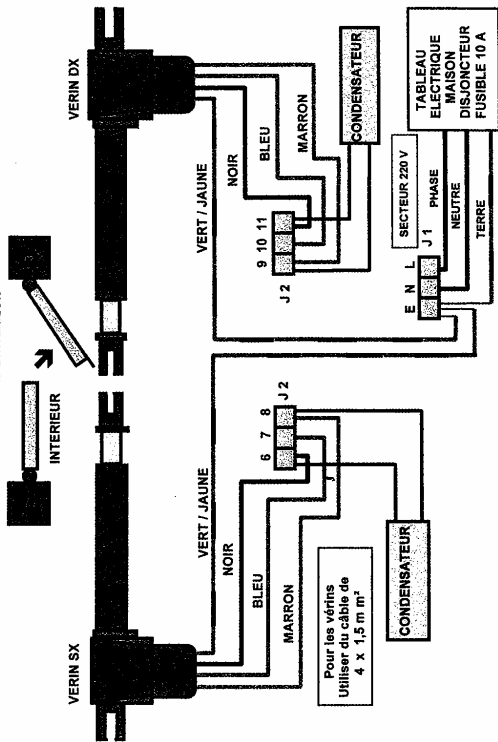 VERIN SX
VERIN DX
INTERIEUR
VERT / JAUNE
NOIR
BLEU
MARRON
VERT / JAUNE
NOIR
BLEU
MARRON
6 7 8
J 2
9 10 11
J 2
Pour les vérins
Utiliser du câble de
4 x 1,5 m m²
CONDENSATEUR
CONDENSATEUR
E N L
J 1
SECTEUR 220 V
PHASE
NEUTRE
TERRE
TABLEAU
ELECTRIQUE
MAISON
DISJONCTEUR
FUSIBLE 10 A